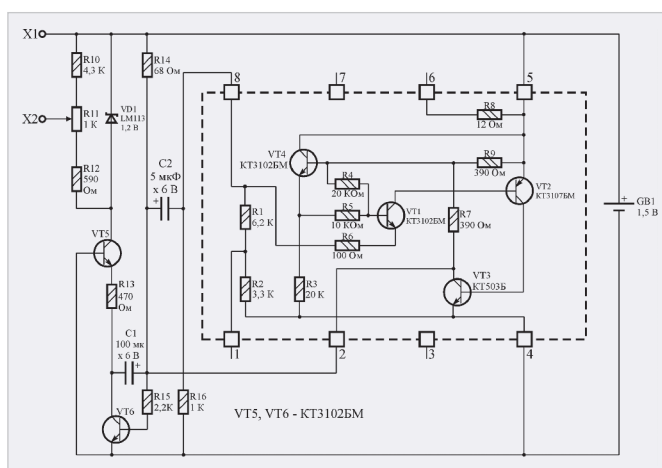 X1
R10
4,3 К
R14
68 Ом
VD1
LM113
1,2 В
X2
R11
1 К
R12
590
Ом
C2
5 мкФ
х 6 В
+
8
7
6
5
R8
12 Ом
VT4
КТ3102БМ
R9
390 Ом
R4
20 КОм
VT2
КТ3107БМ
R5
10 КОм
VT1
КТ3102БМ
R1
6,2 К
R6
100 Ом
R7
390 Ом
+
GB1
1,5 В
VT5
R13
470
Ом
R2
3,3 К
R3
20 К
VT3
КТ503Б
C1
100 мк
х 6 В
+
1
2
3
4
VT6
R15
2,2К
R16
1 К
VT5, VT6 - КТ3102БМ